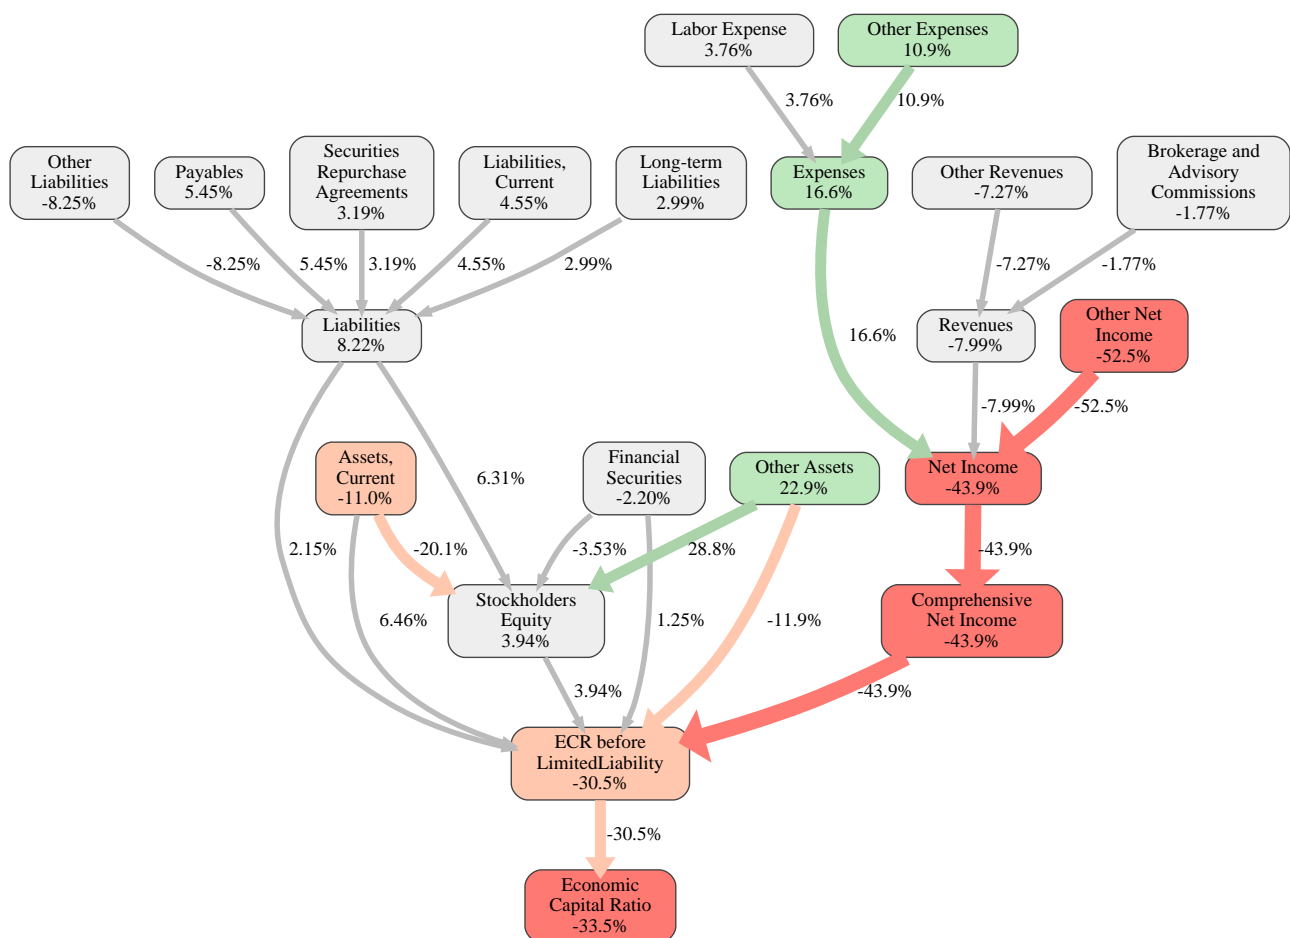 Labor Expense
3.76%
Other Expenses
10.9%
3.76%
10.9%
Other
Liabilities
-8.25%
Payables
5.45%
Securities
Repurchase
Agreements
3.19%
Liabilities,
Current
4.55%
Long-term
Liabilities
2.99%
Expenses
16.6%
Other Revenues
-7.27%
Brokerage and
Advisory
Commissions
-1.77%
-8.25%
5.45%
3.19%
4.55%
2.99%
-7.27%
-1.77%
Liabilities
8.22%
16.6%
Revenues
-7.99%
Other Net
Income
-52.5%
-7.99%
-52.5%
Assets,
Current
-11.0%
6.31%
Financial
Securities
-2.20%
Other Assets
22.9%
Net Income
-43.9%
2.15%
-20.1%
-3.53%
28.8%
-43.9%
Stockholders
Equity
3.94%
6.46%
1.25%
-11.9%
Comprehensive
Net Income
-43.9%
3.94%
-43.9%
ECR before
LimitedLiability
-30.5%
-30.5%
Economic
Capital Ratio
-33.5%